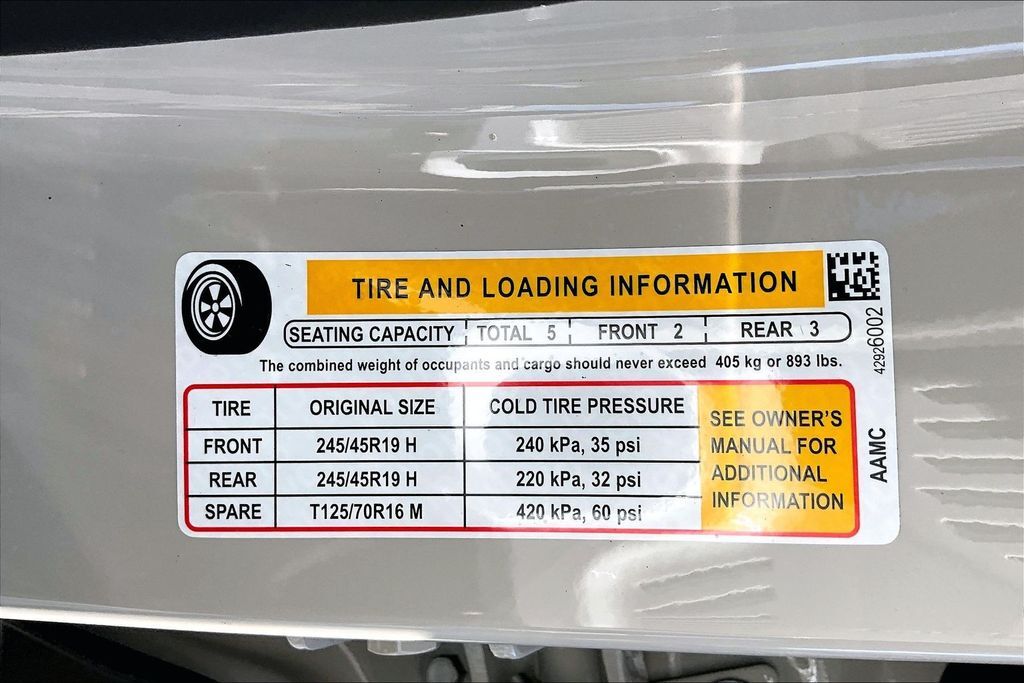 TIRE AND LOADING INFORMATION
SEATING CAPACITY TOTAL 5 FRONT 2 REAR 3
The combined weight of occupants and cargo should never exceed 405 kg or 893 lbs.
TIRE ORIGINAL SIZE COLD TIRE PRESSURE
FRONT 245/45R19 H 240 kPa, 35 psi
REAR 245/45R19 H 220 kPa, 32 psi
SPARE T125/70R16 M 420 kPa, 60 psi
SEE OWNER'S
MANUAL FOR
ADDITIONAL
INFORMATION
42926002
AAMC